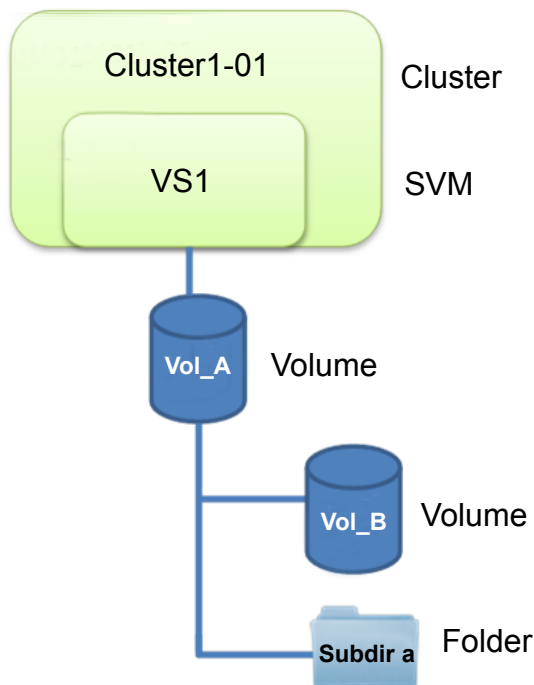 Cluster1-01
Cluster
VS1
SVM
Vol_A
Volume
Vol_B
Volume
Subdir a
Folder